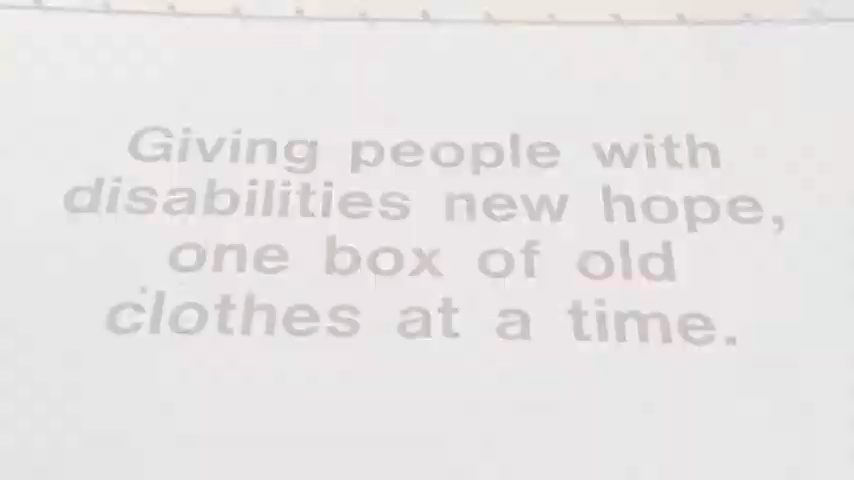 Giving people with
disabilities new hope,
one box of old
clothes at a time.